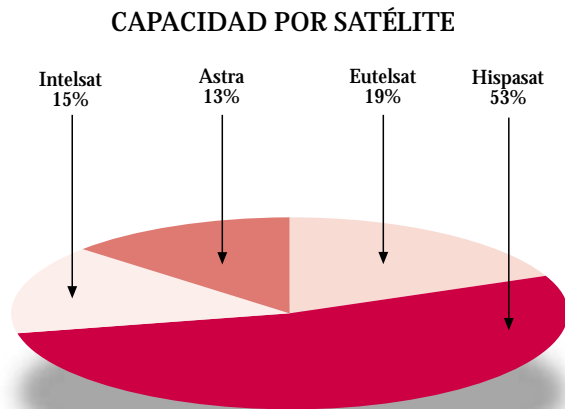 CAPACIDAD POR SATÉLITE
Intelsat
15%
Astra
13%
Eutelsat
19%
Hispasat
53%